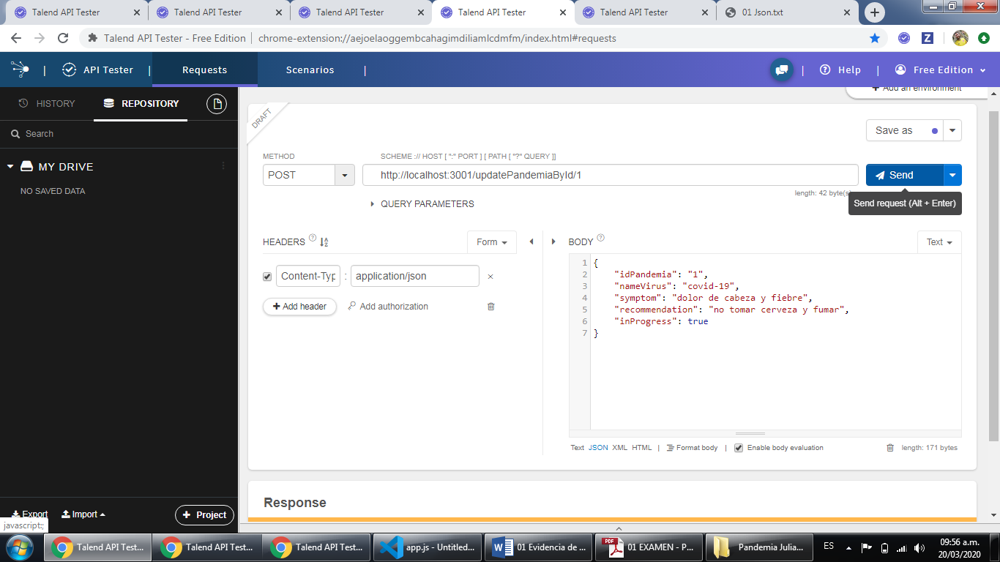 Talend API Tester
Talend API Tester
Talend API Tester
Talend API Tester
Talend API Tester
01 Json.txt
Talend API Tester - Free Edition | chrome-extension://aejoelaoggembcahagimdiliamlcdmfm/index.html#requests
Z
| API Tester | Requests Scenarios | | Help | Free Edition
HISTORY REPOSITORY
Search
MY DRIVE
NO SAVED DATA
Export Import + Project
javascript:;
+ Add an environment
DRAFT
Save as
METHOD SCHEME :// HOST [ ":" PORT ] [ PATH [ "?" QUERY ]]
POST http://localhost:3001/updatePandemiaById/1 Send
length: 42 byte(s
Send request (Alt + Enter)
QUERY PARAMETERS
HEADERS ? Form
Content-Typ : application/json ×
+ Add header Add authorization
BODY ? Text
1 {
2 "idPandemia": "1",
3 "nameVirus": "covid-19",
4 "symptom": "dolor de cabeza y fiebre",
5 "recommendation": "no tomar cerveza y fumar",
6 "inProgress": true
7 }
Text JSON XML HTML | Format body | Enable body evaluation length: 171 bytes
Response
Talend API Test...
Talend API Test...
Talend API Test...
app.js - Untitled...
01 Evidencia de ...
PDF
01 EXAMEN - P...
Pandemia Julia...
ES
09:56 a.m.
20/03/2020